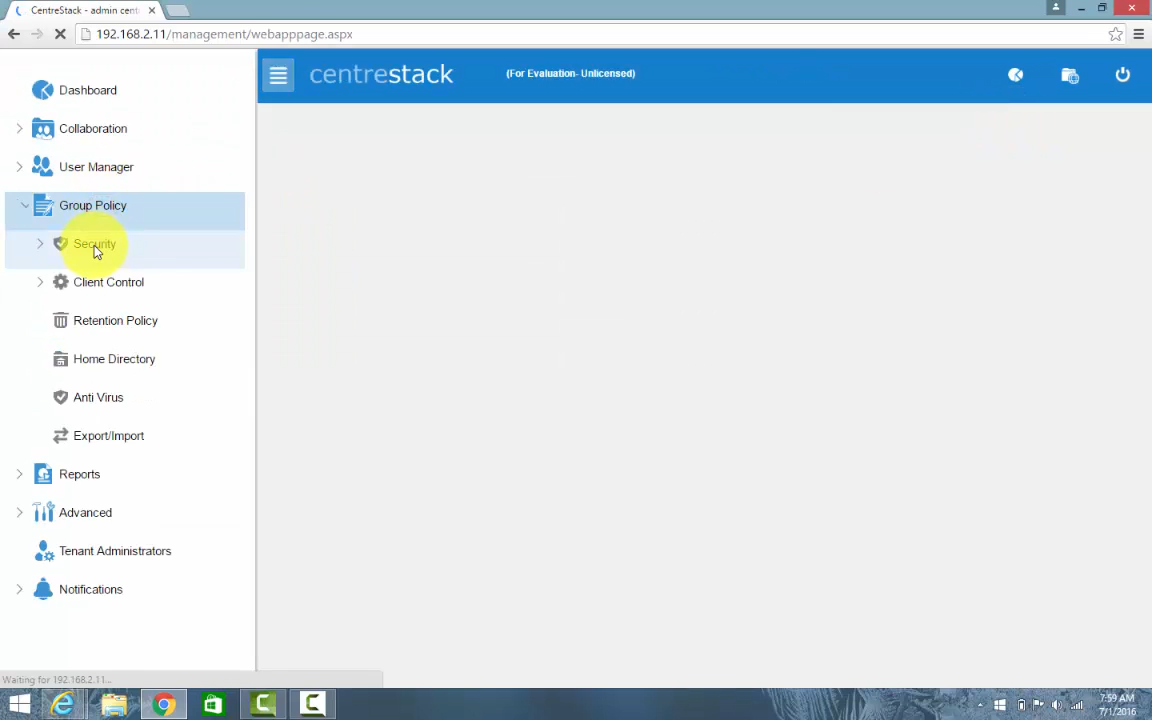 CentreStack - admin cent
192.168.2.11/management/webapppage.aspx
Dashboard
Collaboration
User Manager
Group Policy
Security
Client Control
Retention Policy
Home Directory
Anti Virus
Export/Import
Reports
Advanced
Tenant Administrators
Notifications
centrestack
(For Evaluation- Unlicensed)
Waiting for 192.168.2.11...
7:59 AM
7/1/2016